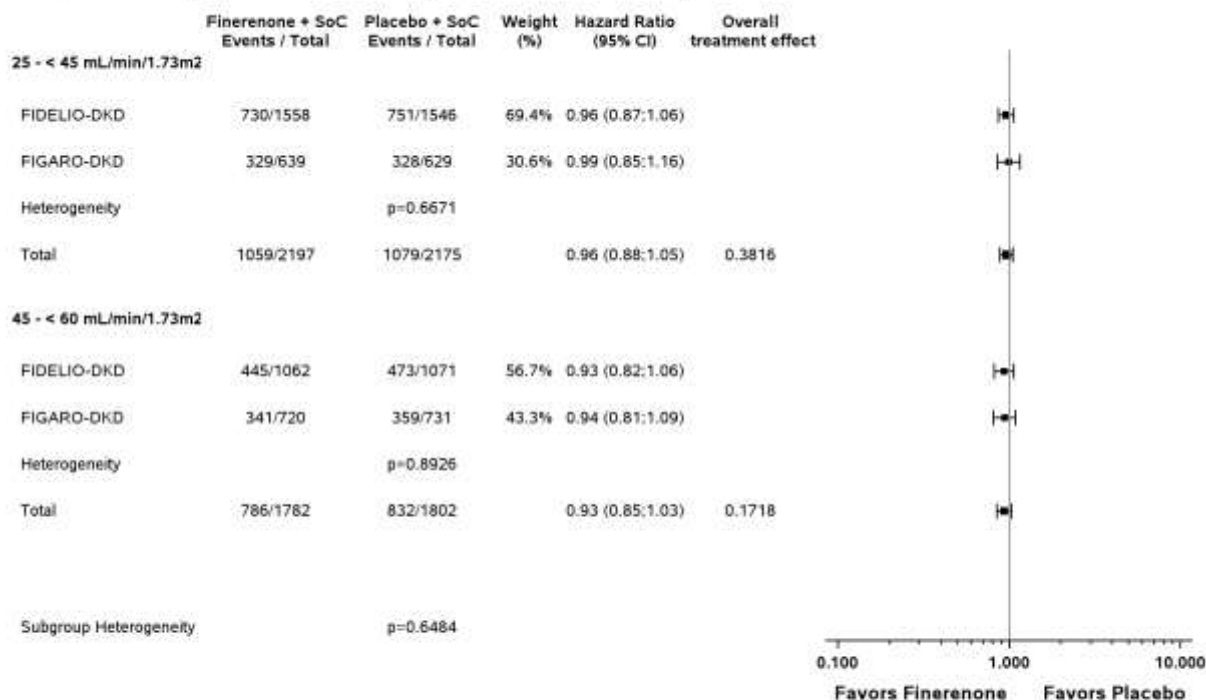 Finerenone + SoC Placebo + SoC Weight Hazard Ratio Overall
Events / Total Events / Total (%) (95% CI) treatment effect
25 - < 45 mL/min/1.73m2
FIDELIO-DKD 730/1558 751/1546 69.4% 0.96 (0.87;1.06)
FIGARO-DKD 329/639 328/629 30.6% 0.99 (0.85;1.16)
Heterogeneity p=0.6671
Total 1059/2197 1079/2175 0.96 (0.88;1.05) 0.3816
45 - < 60 mL/min/1.73m2
FIDELIO-DKD 445/1062 473/1071 56.7% 0.93 (0.82;1.06)
FIGARO-DKD 341/720 359/731 43.3% 0.94 (0.81;1.09)
Heterogeneity p=0.8926
Total 786/1782 832/1802 0.93 (0.85;1.03) 0.1718
Subgroup Heterogeneity p=0.6484
0.100 1.000 10.000
Favors Finerenone Favors Placebo